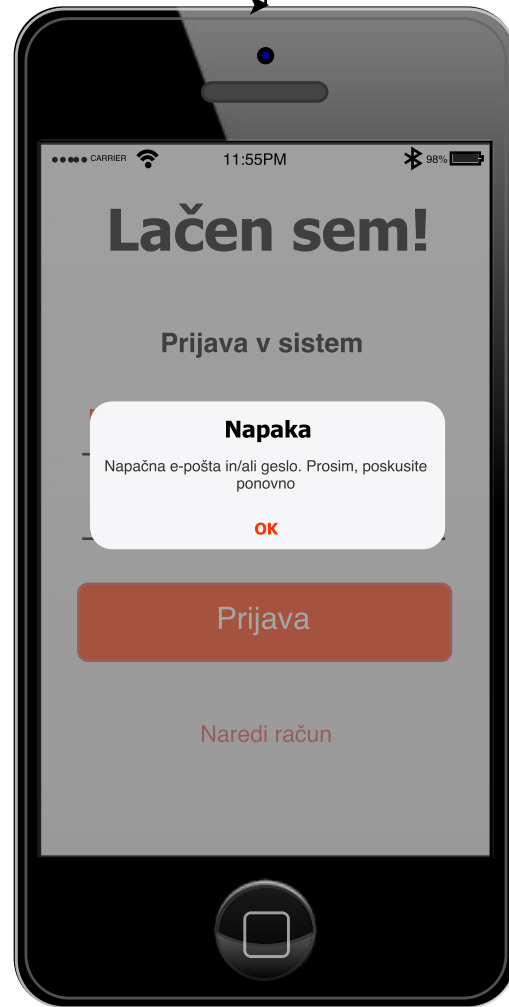 CARRIER 11:55PM 98%
Lačen sem!
Prijava v sistem
Napaka
Napačna e-pošta in/ali geslo. Prosim, poskusite
ponovno
OK
Prijava
Naredi račun